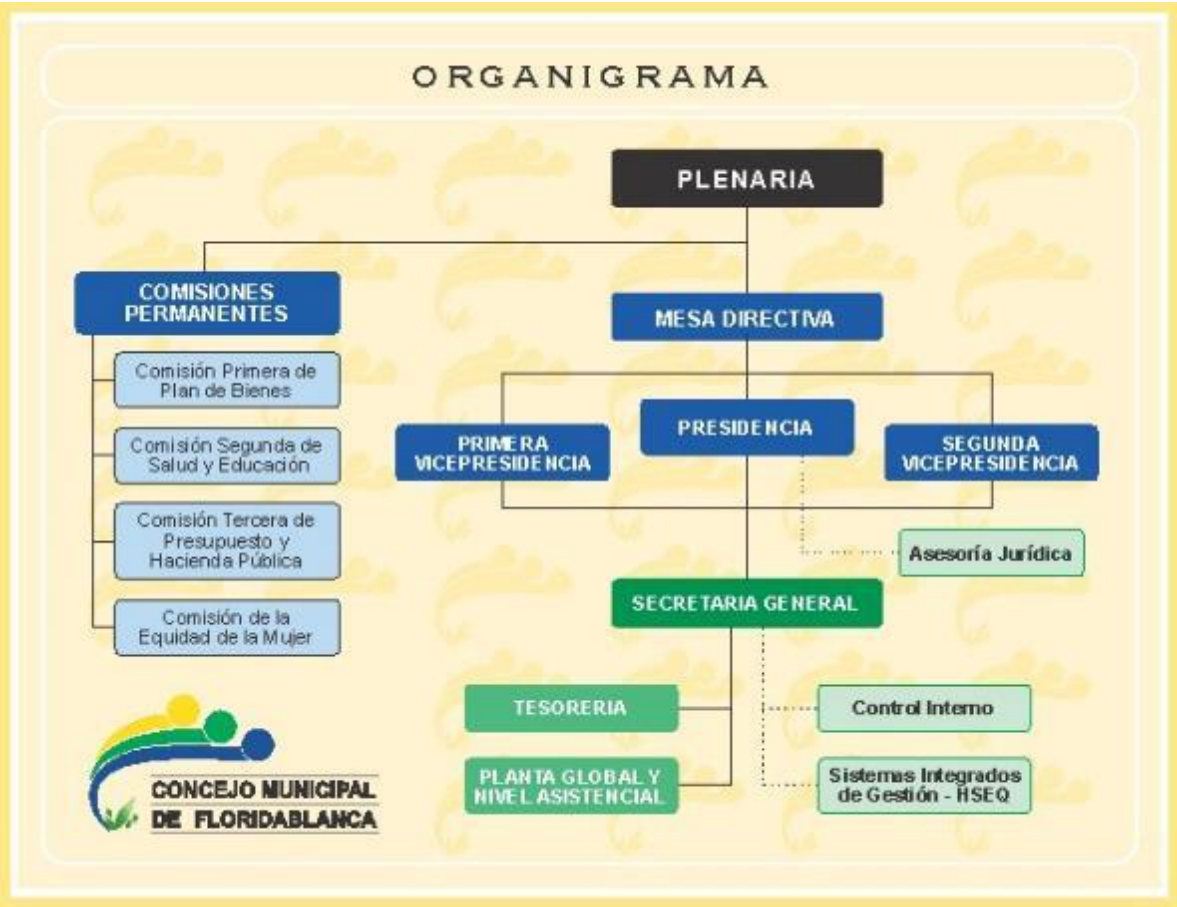 ORGANIGRAMA
PLENARIA
COMISIONES
PERMANENTES
Comisión Primera de
Plan de Bienes
Comisión Segunda de
Salud y Educación
Comisión Tercera de
Presupuesto y
Hacienda Pública
Comisión de la
Equidad de la Mujer
MESA DIRECTIVA
PRIMERA
VICEPRESIDENCIA
PRESIDENCIA
SEGUNDA
VICEPRESIDENCIA
Asesoría Jurídica
SECRETARIA GENERAL
TESORERIA
PLANTA GLOBAL Y
NIVEL ASISTENCIAL
Control Interno
Sistemas Integrados
de Gestión - HSEQ
CONCEJO MUNICIPAL
DE FLORIDABLANCA